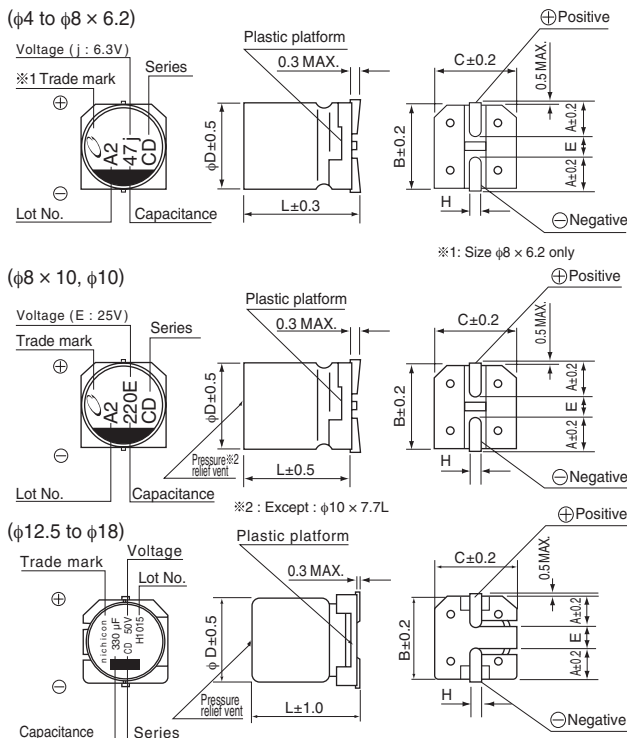 (φ4 to φ8 × 6.2)
Voltage (j : 6.3V)
※1 Trade mark
Series
⊕
⊖
A2
47j
CD
Lot No.
Capacitance
Plastic platform
0.3 MAX.
φD±0.5
L±0.3
⊕Positive
C±0.2
0.5 MAX.
B±0.2
A±0.2
E
A±0.2
H
⊖Negative
※1: Size φ8 × 6.2 only
(φ8 × 10, φ10)
Voltage (E : 25V)
Trade mark
Series
⊕
⊖
A2
220E
CD
Lot No.
Capacitance
Plastic platform
0.3 MAX.
φD±0.5
Pressure※2
relief vent
L±0.5
※2 : Except : φ10 × 7.7L
⊕Positive
C±0.2
0.5 MAX.
B±0.2
A±0.2
E
A±0.2
H
⊖Negative
(φ12.5 to φ18)
Trade mark
Voltage
Lot No.
⊕
⊖
nichicon
330 µF
CD 50V
H1015
Capacitance
Series
Plastic platform
0.3 MAX.
φD±0.5
Pressure
relief vent
L±1.0
⊕Positive
C±0.2
0.5 MAX.
B±0.2
A±0.2
E
A±0.2
H
⊖Negative